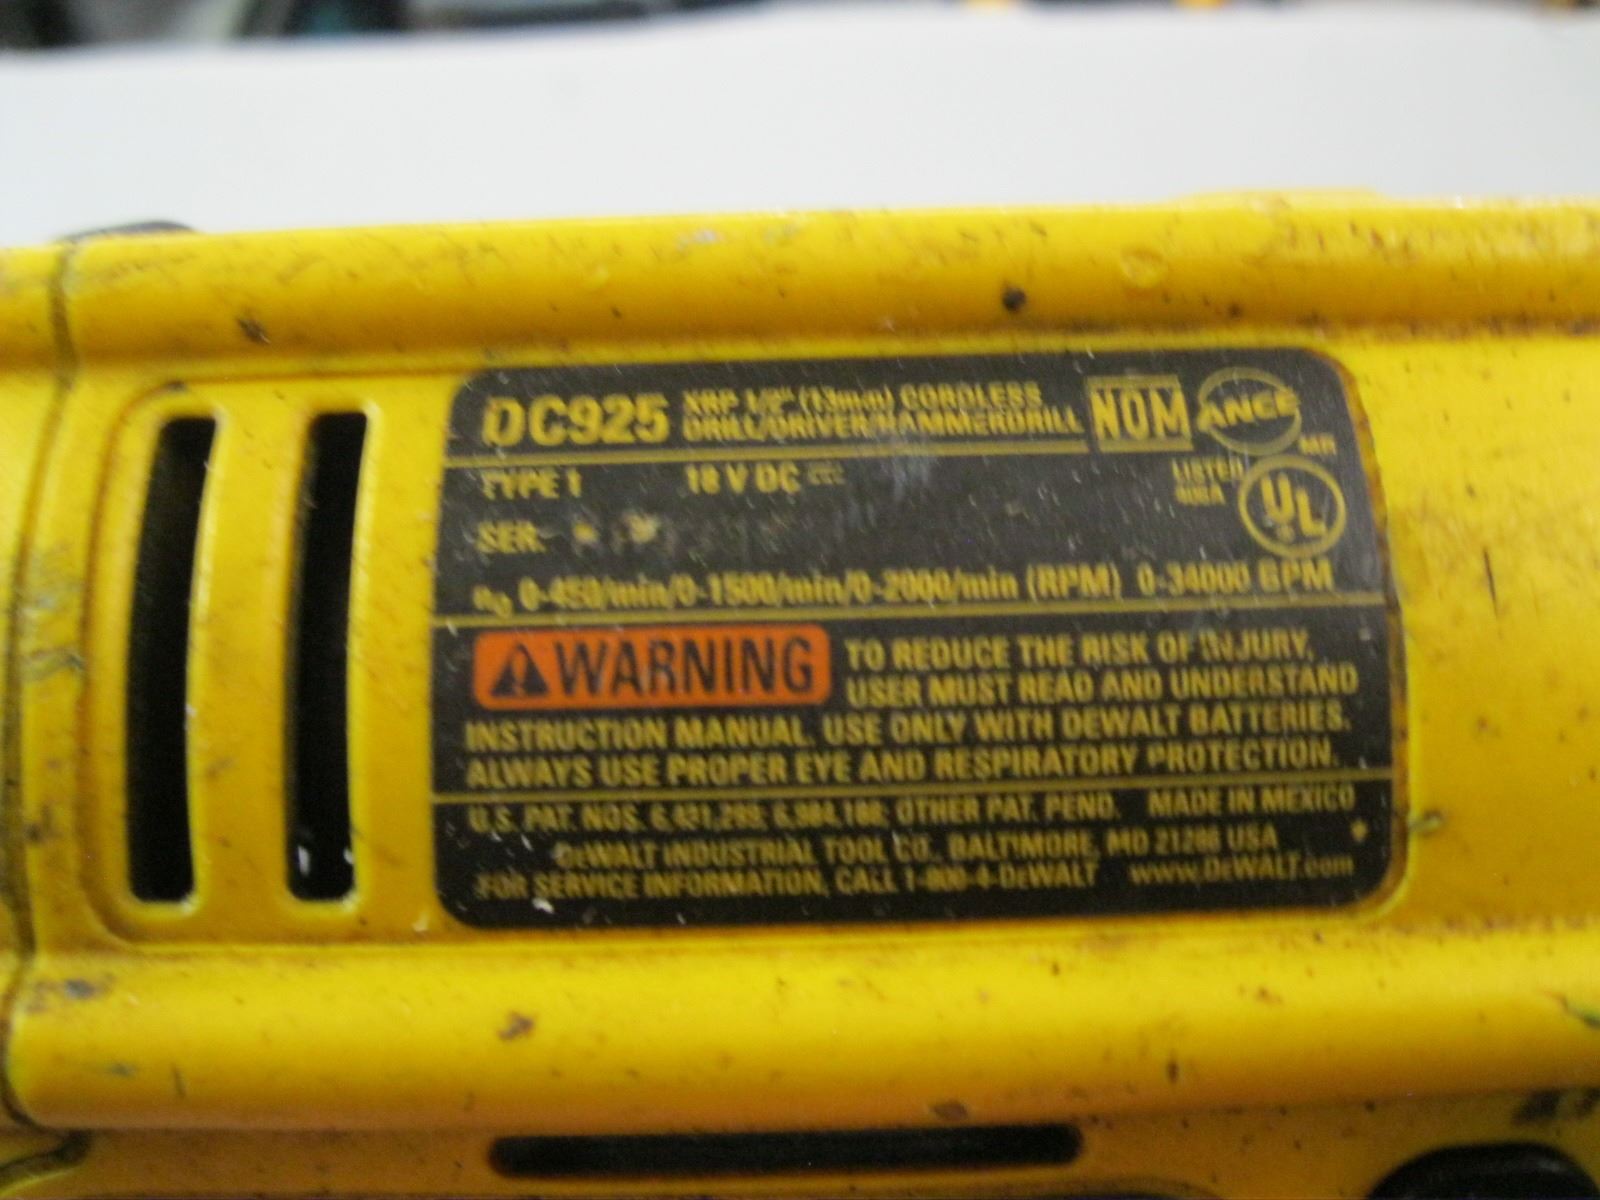 DC925 XRP 1/2" (13mm) CORDLESS
DRILL/DRIVER/HAMMERDRILL
NOM
ANCE
MR
TYPE 1 18 V DC
LISTED
UL
SER.
no 0-450/min/0-1500/min/0-2000/min (RPM) 0-34000 BPM
WARNING TO REDUCE THE RISK OF INJURY,
USER MUST READ AND UNDERSTAND
INSTRUCTION MANUAL. USE ONLY WITH DEWALT BATTERIES.
ALWAYS USE PROPER EYE AND RESPIRATORY PROTECTION.
U.S. PAT. NOS. OTHER PAT. PEND. MADE IN MEXICO
DEWALT INDUSTRIAL TOOL CO., BALTIMORE, MD 21286 USA
FOR SERVICE INFORMATION, CALL 1-800-4-DEWALT www.DEWALT.com